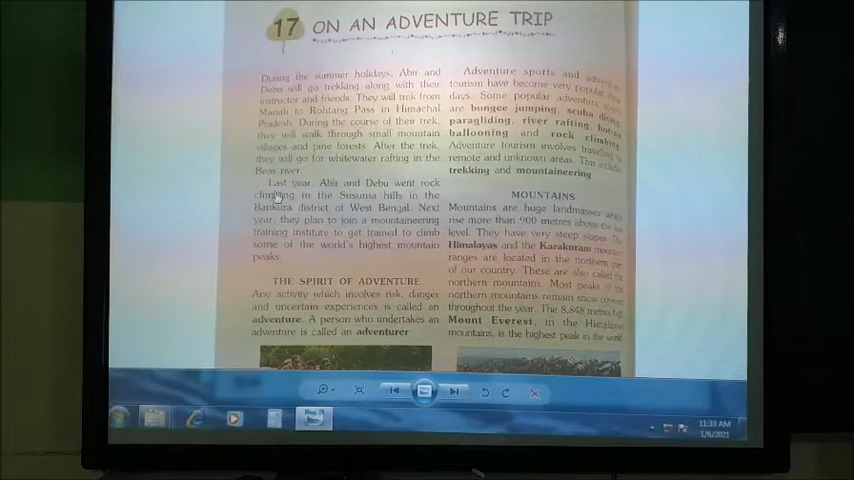 17 ON AN ADVENTURE TRIP
During the summer holidays, Abir and
Debu will go trekking along with their
instructor and friends. They will trek from
Manali to Rohtang Pass in Himachal
Pradesh. During the course of their trek,
they will walk through small mountain
villages and pine forests. After the trek,
they will go for whitewater rafting in the
Beas river.
Last year, Abir and Debu went rock
climbing in the Susunia hills in the
Bankura district of West Bengal. Next
year, they plan to join a mountaineering
training institute to get trained to climb
some of the world's highest mountain
peaks.
THE SPIRIT OF ADVENTURE
Any activity which involves risk, danger
and uncertain experiences is called an
adventure. A person who undertakes an
adventure is called an adventurer
Adventure sports and adventure
tourism have become very popular these
days. Some popular adventure sports
are bungee jumping, scuba diving,
paragliding, river rafting, hot-air
ballooning and rock climbing.
Adventure tourism involves travelling to
remote and unknown areas. This includes
trekking and mountaineering
MOUNTAINS
Mountains are huge landmasses which
rise more than 900 metres above the sea
level. They have very steep slopes. The
Himalayas and the Karakoram mountain
ranges are located in the northern part
of our country. These are also called the
northern mountains. Most peaks of the
northern mountains remain snow covered
throughout the year. The 8,848 metres high
Mount Everest, in the Himalayan
mountains, is the highest peak in the world
11:33 AM
1/6/2021